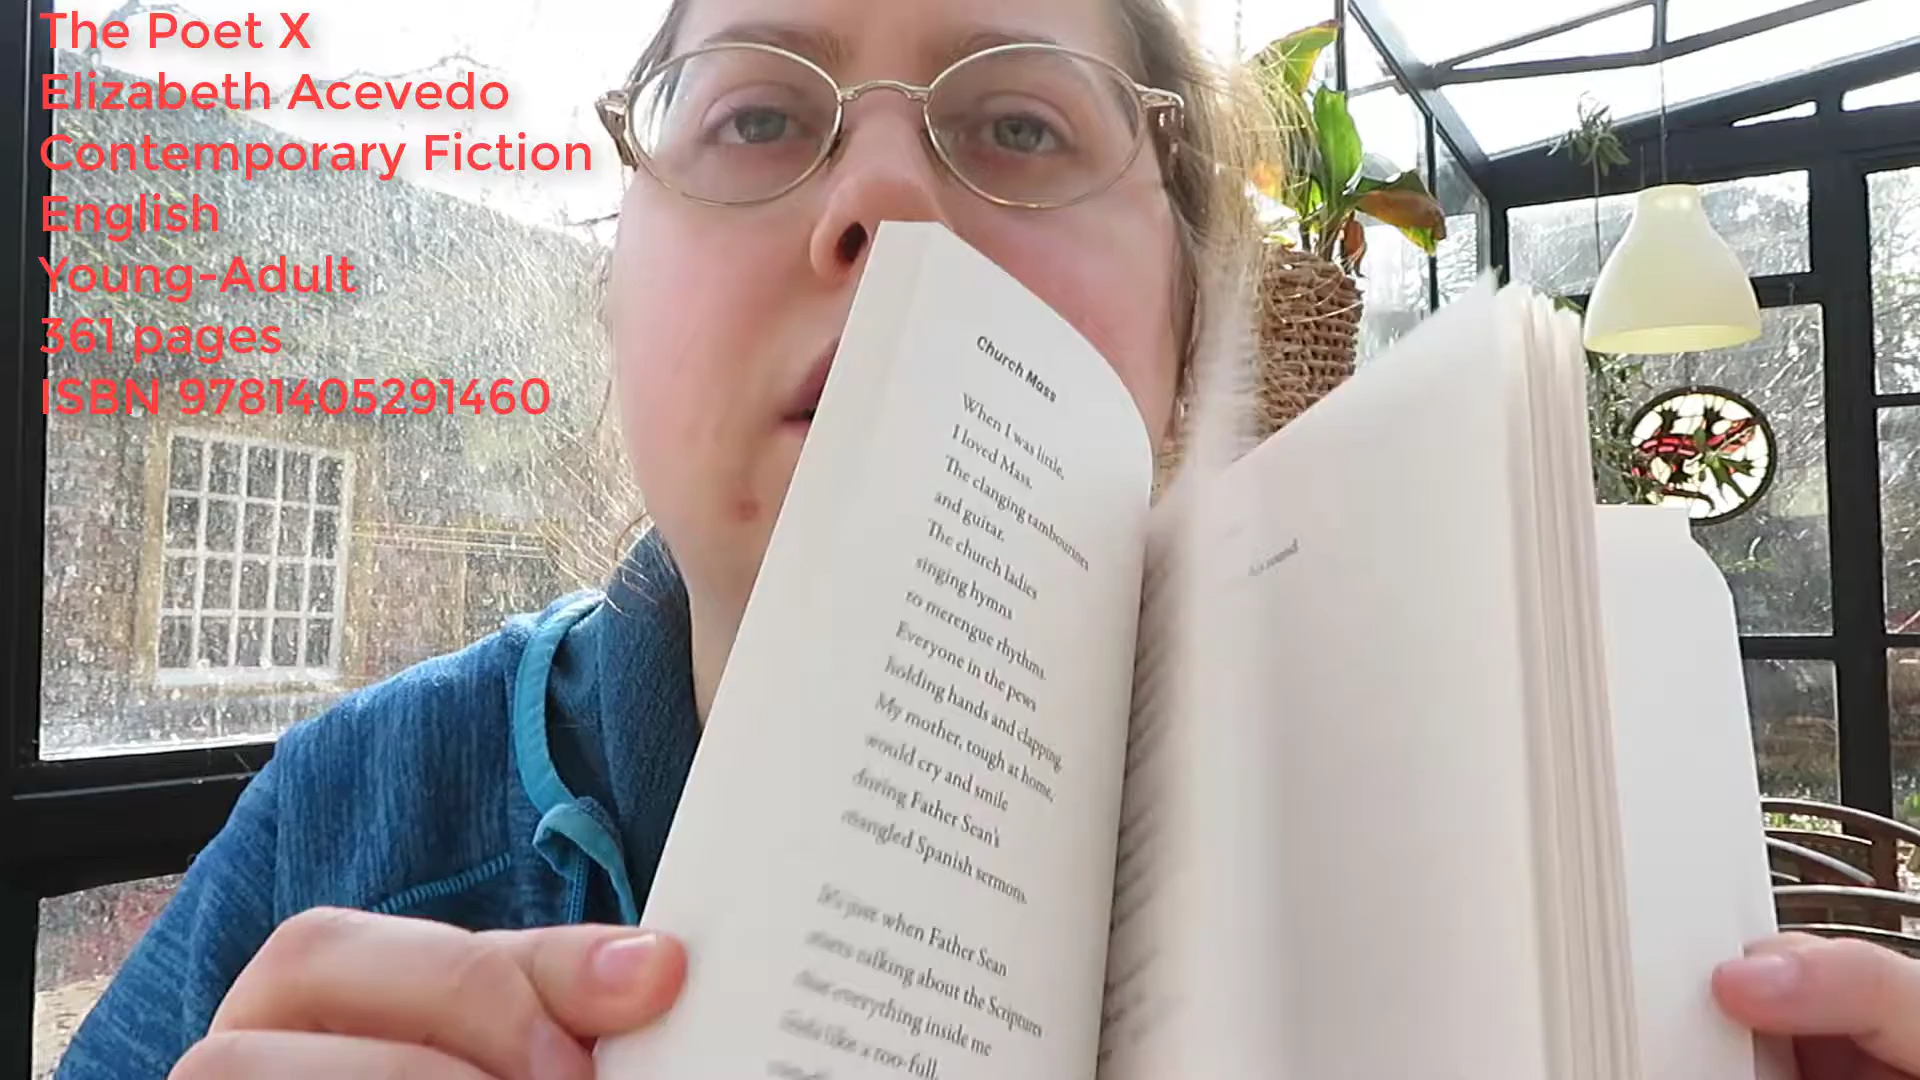 The Poet X
Elizabeth Acevedo
Contemporary Fiction
English
Young-Adult
361 pages
ISBN 9781405291460
Church Mass
When I was little,
I loved Mass.
The clanging tambourines
and guitar.
The church ladies
singing hymns
to merengue rhythms.
Everyone in the pews
holding hands and clapping.
My mother, tough at home,
would cry and smile
during Father Sean's
mangled Spanish sermons.
It's just when Father Sean
starts talking about the Scriptures
that everything inside me
feels like a too-full,